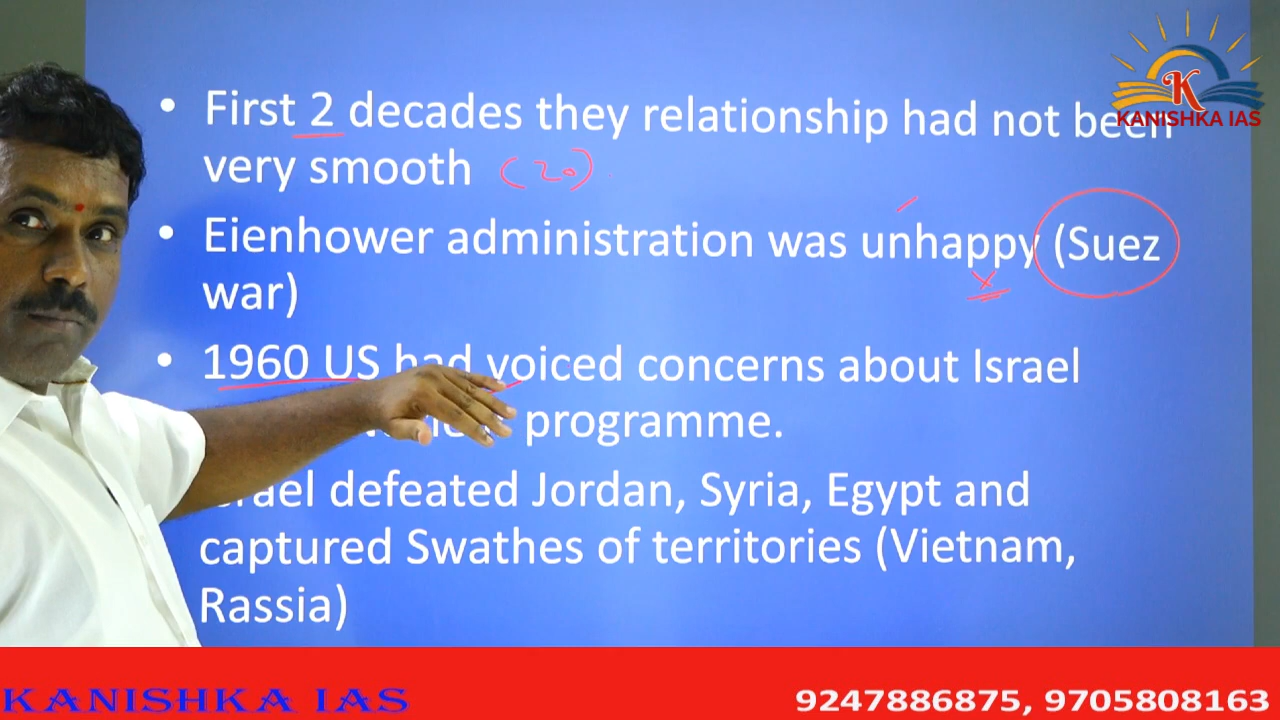 KANISHKA IAS
• First 2 decades they relationship had not been
very smooth (20)
• Eienhower administration was unhappy (Suez
war)
• 1960 US had voiced concerns about Israel
programme.
defeated Jordan, Syria, Egypt and
captured Swathes of territories (Vietnam,
Rassia)
KANISHKA IAS
9247886875, 9705808163